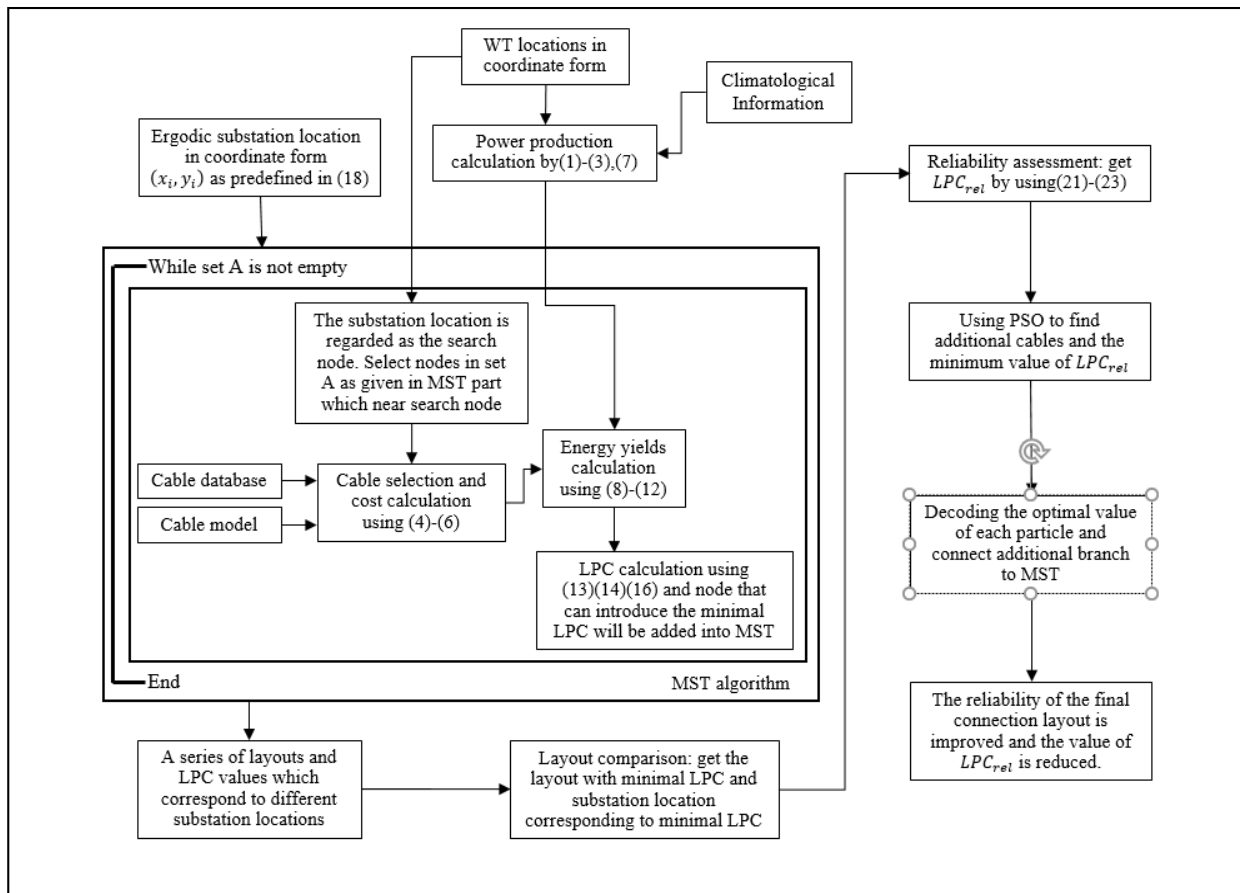 WT locations in
coordinate form
Climatological
Information
Ergodic substation location
in coordinate form
(xᵢ, yᵢ) as predefined in (18)
Power production
calculation by(1)-(3),(7)
Reliability assessment: get
LPC_rel by using(21)-(23)
While set A is not empty
The substation location is
regarded as the search
node. Select nodes in set
A as given in MST part
which near search node
Using PSO to find
additional cables and the
minimum value of LPC_rel
Cable database
Cable model
Cable selection and
cost calculation
using (4)-(6)
Energy yields
calculation
using (8)-(12)
Decoding the optimal value
of each particle and
connect additional branch
to MST
LPC calculation using
(13)(14)(16) and node that
can introduce the minimal
LPC will be added into MST
End
MST algorithm
The reliability of the final
connection layout is
improved and the value of
LPC_rel is reduced.
A series of layouts and
LPC values which
correspond to different
substation locations
Layout comparison: get the
layout with minimal LPC and
substation location
corresponding to minimal LPC